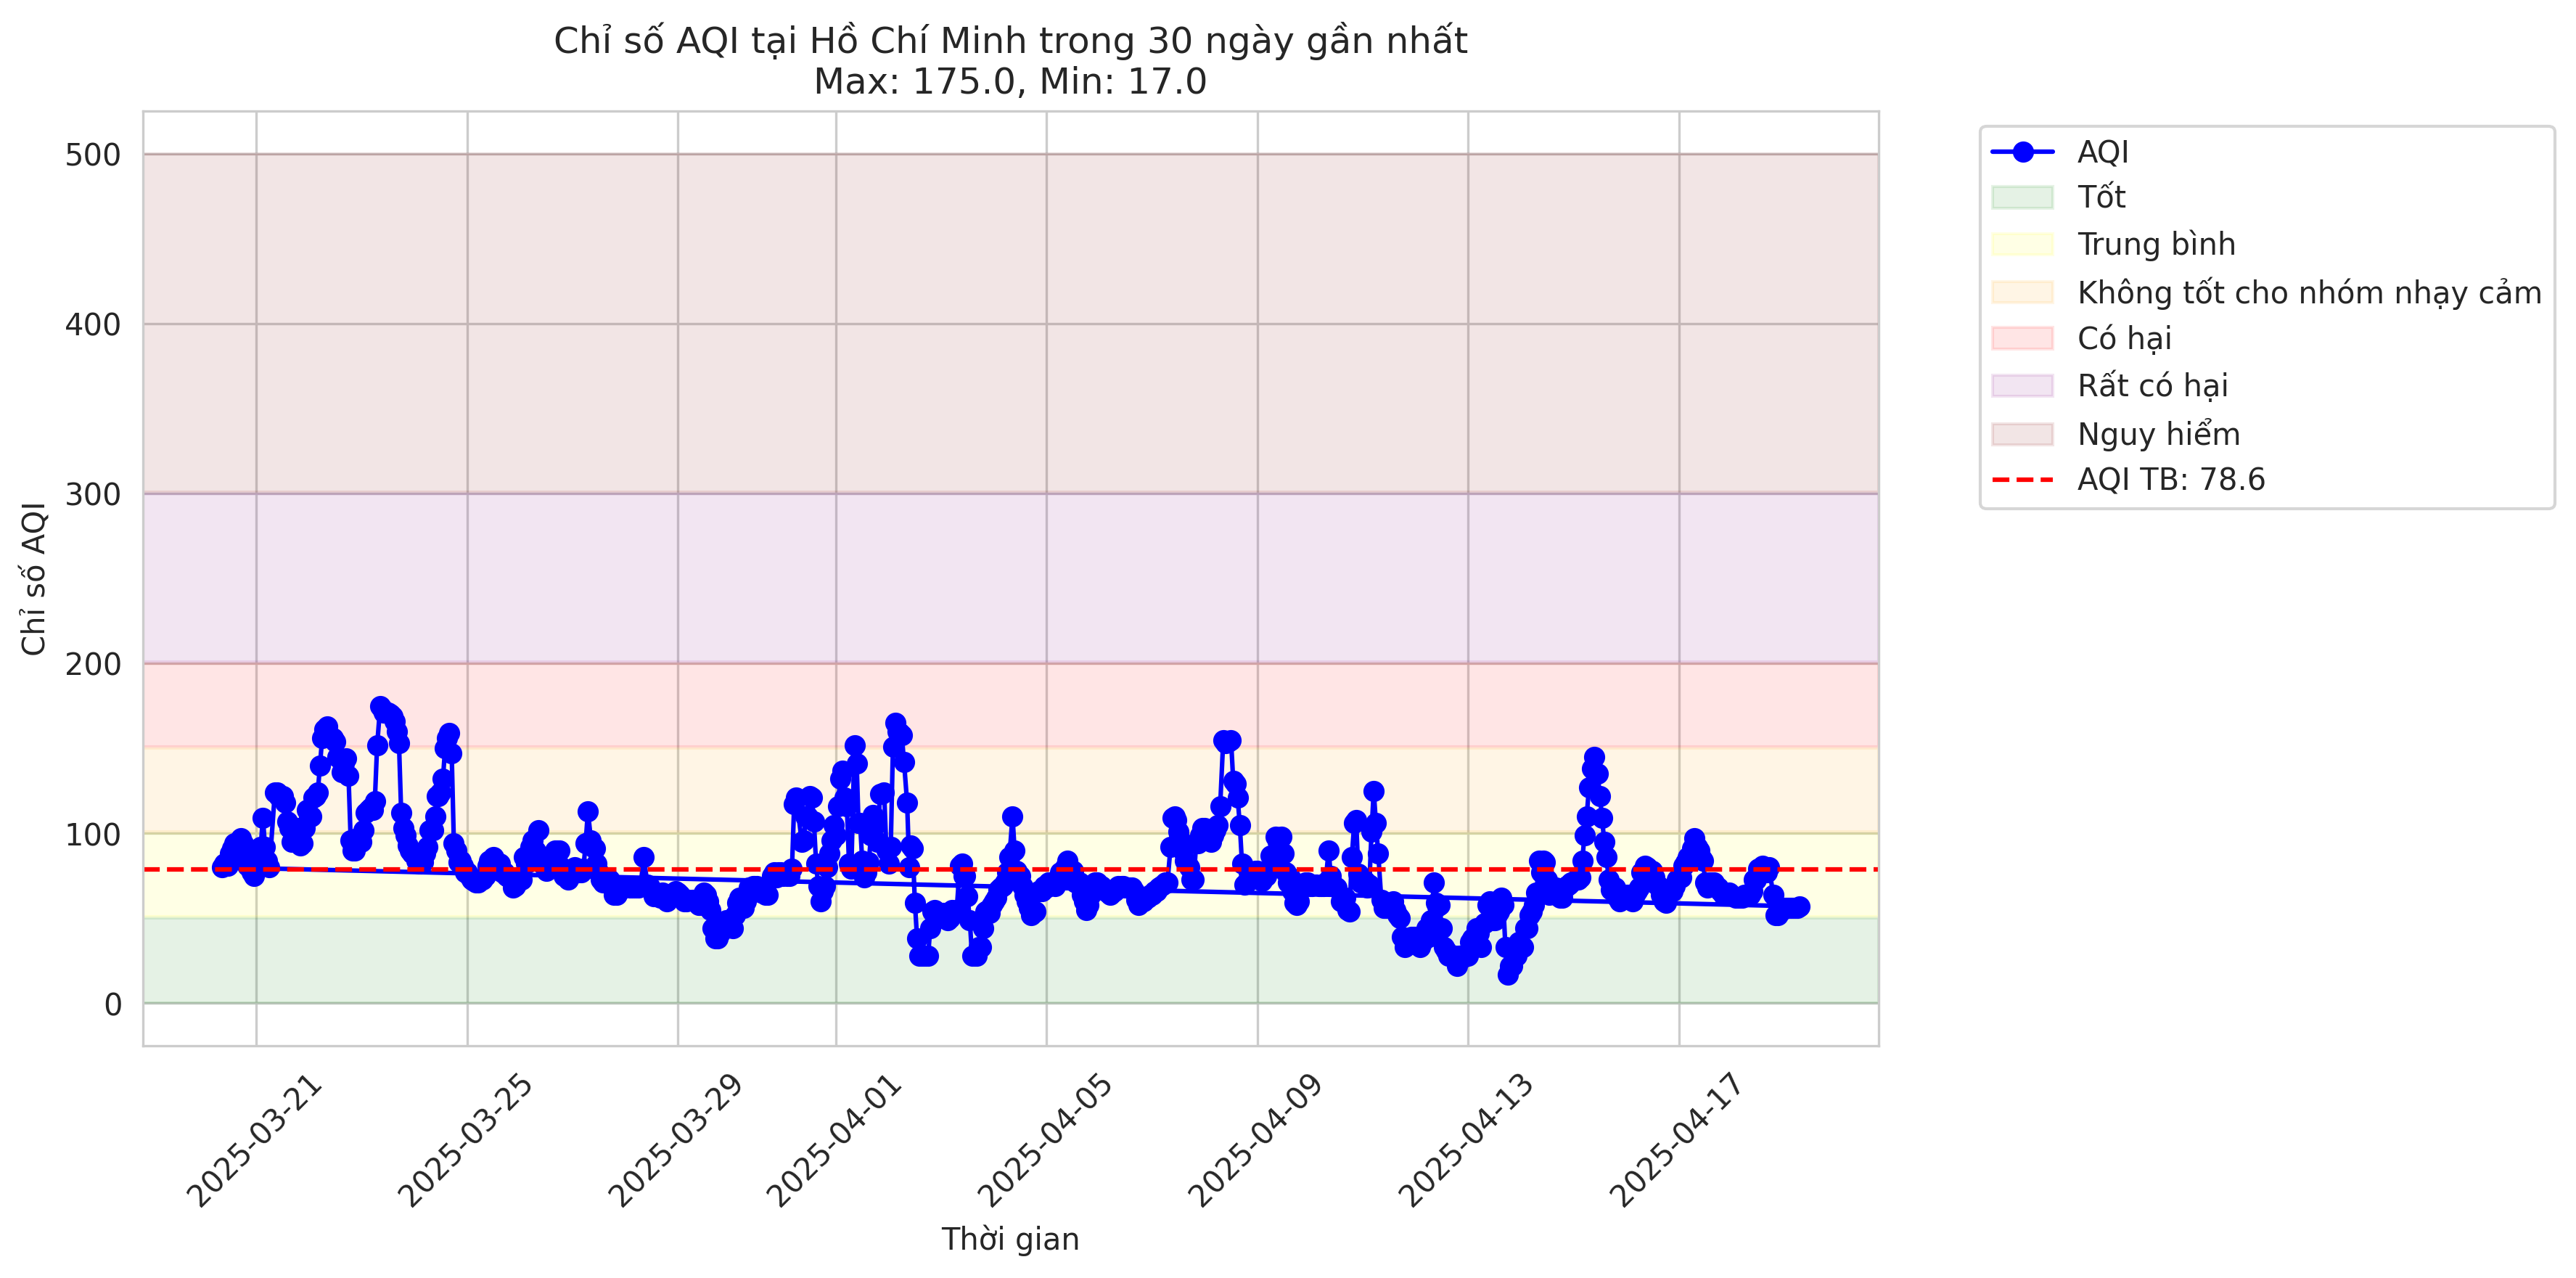 Chỉ số AQI tại Hồ Chí Minh trong 30 ngày gần nhất
Max: 175.0, Min: 17.0
Chỉ số AQI
500
400
300
200
100
0
2025-03-21
2025-03-25
2025-03-29
2025-04-01
2025-04-05
2025-04-09
2025-04-13
2025-04-17
Thời gian
AQI
Tốt
Trung bình
Không tốt cho nhóm nhạy cảm
Có hại
Rất có hại
Nguy hiểm
AQI TB: 78.6